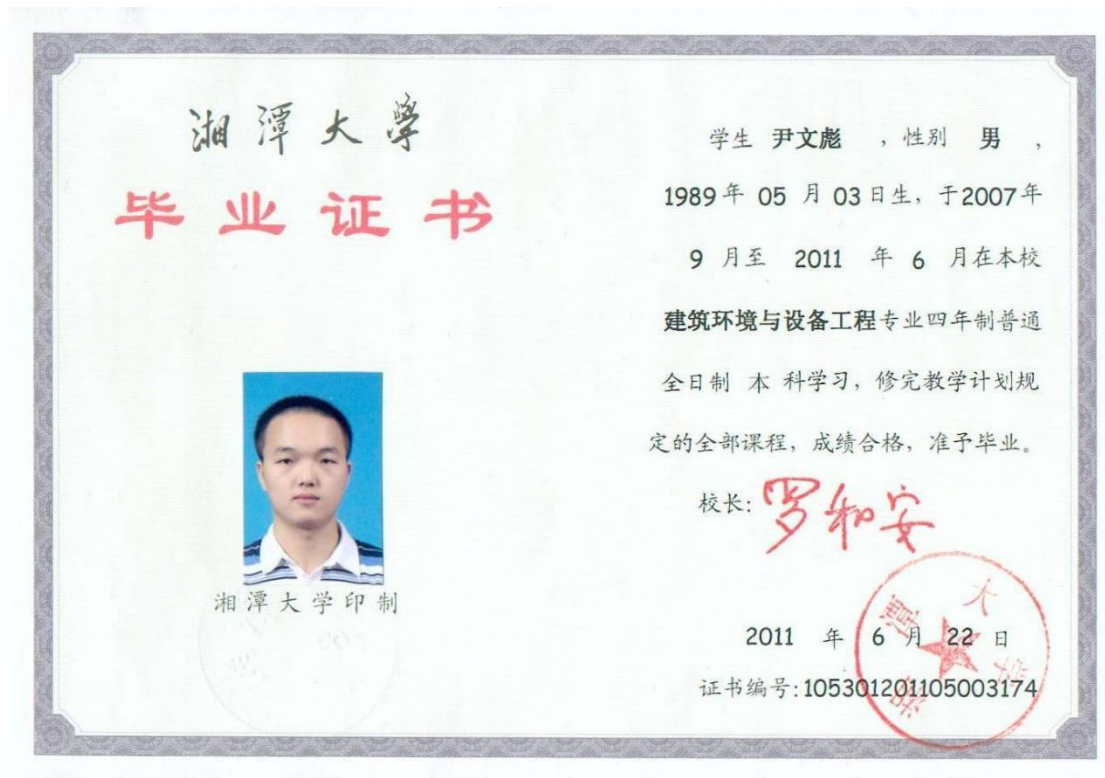 湘潭大學
毕业证书
湘潭大学印制
学生 尹文彪 ，性别 男 ，
1989年 05 月 03日生，于2007年
9 月至 2011 年 6 月在本校
建筑环境与设备工程专业四年制普通
全日制 本 科学习，修完教学计划规
定的全部课程，成绩合格，准予毕业。
校长：罗和安
湘潭大学
2011 年 6 月 22 日
证书编号：105301201105003174